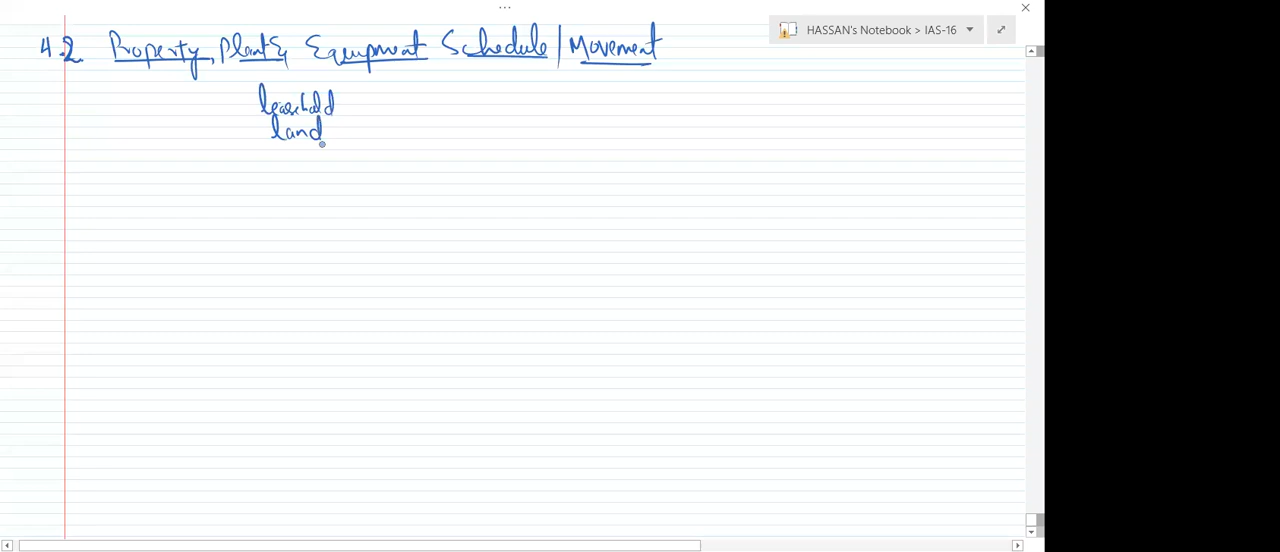 HASSAN's Notebook > IAS-16
4.2 Property, Plant & Equipment Schedule / Movement
leasehold
land